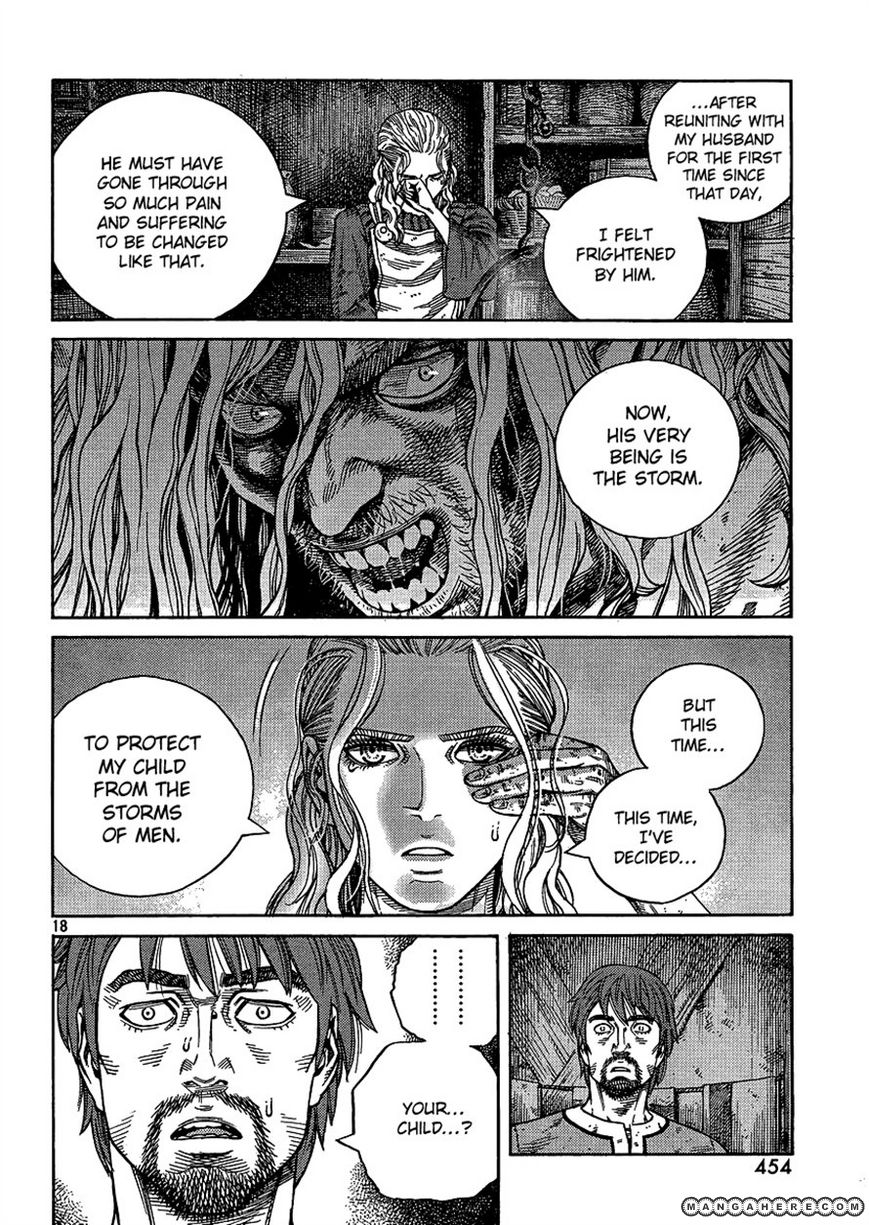 ...AFTER
REUNITING WITH
MY HUSBAND
FOR THE FIRST
TIME SINCE
THAT DAY,
I FELT
FRIGHTENED
BY HIM.
HE MUST HAVE
GONE THROUGH
SO MUCH PAIN
AND SUFFERING
TO BE CHANGED
LIKE THAT.
NOW,
HIS VERY
BEING IS
THE STORM.
BUT
THIS
TIME...
THIS TIME,
I'VE
DECIDED...
TO PROTECT
MY CHILD
FROM THE
STORMS
OF MEN.
18
.......
.......
YOUR...
CHILD...?
454
MANGAHERE.COM